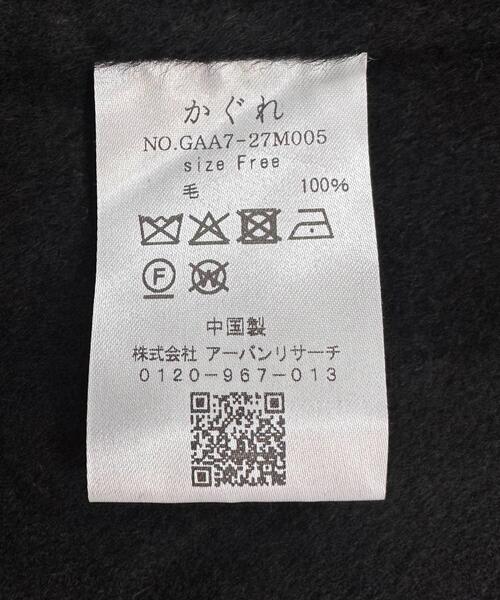 かぐれ
NO.GAA7-27M005
size Free
毛 100%
F W
中国製
株式会社 アーバンリサーチ
0120-967-013